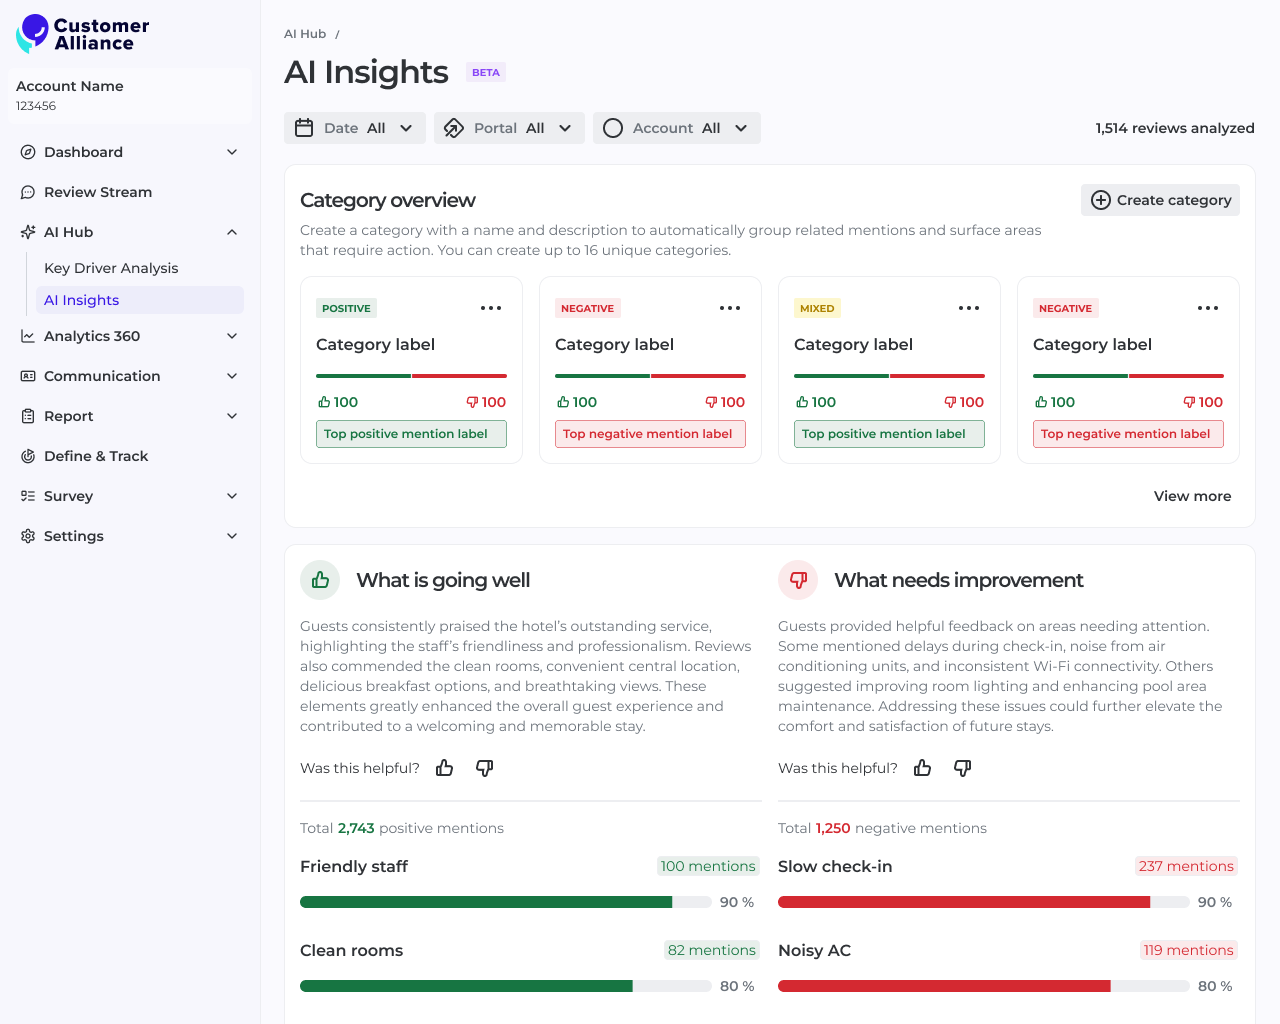 Customer
Alliance
Account Name
123456
Dashboard
Review Stream
AI Hub
Key Driver Analysis
AI Insights
Analytics 360
Communication
Report
Define & Track
Survey
Settings
AI Hub /
AI Insights BETA
Date All Portal All Account All 1,514 reviews analyzed
Category overview Create category
Create a category with a name and description to automatically group related mentions and surface areas
that require action. You can create up to 16 unique categories.
POSITIVE
Category label
100 100
Top positive mention label
NEGATIVE
Category label
100 100
Top negative mention label
MIXED
Category label
100 100
Top positive mention label
NEGATIVE
Category label
100 100
Top negative mention label
View more
What is going well
Guests consistently praised the hotel's outstanding service,
highlighting the staff's friendliness and professionalism. Reviews
also commended the clean rooms, convenient central location,
delicious breakfast options, and breathtaking views. These
elements greatly enhanced the overall guest experience and
contributed to a welcoming and memorable stay.
Was this helpful?
Total 2,743 positive mentions
Friendly staff 100 mentions
90 %
Clean rooms 82 mentions
80 %
What needs improvement
Guests provided helpful feedback on areas needing attention.
Some mentioned delays during check-in, noise from air
conditioning units, and inconsistent Wi-Fi connectivity. Others
suggested improving room lighting and enhancing pool area
maintenance. Addressing these issues could further elevate the
comfort and satisfaction of future stays.
Was this helpful?
Total 1,250 negative mentions
Slow check-in 237 mentions
90 %
Noisy AC 119 mentions
80 %